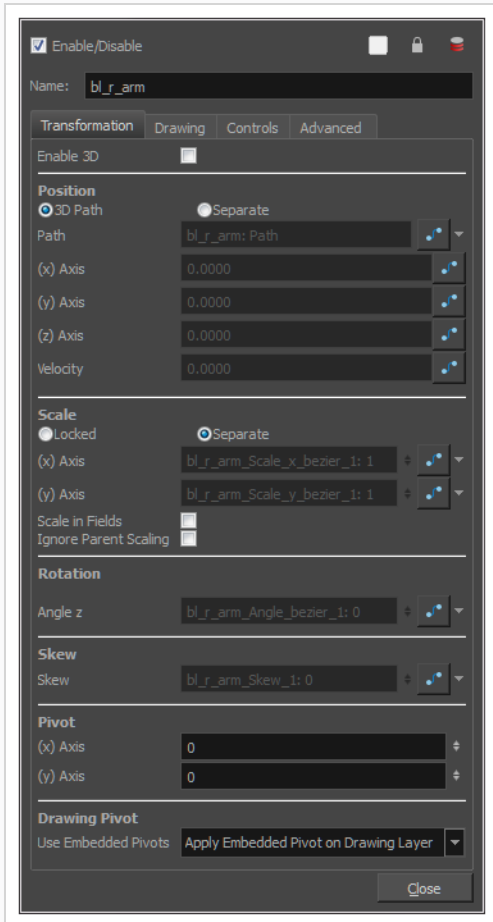 Enable/Disable
Name: bl_r_arm
Transformation Drawing Controls Advanced
Enable 3D
Position
3D Path Separate
Path bl_r_arm: Path
(x) Axis 0.0000
(y) Axis 0.0000
(z) Axis 0.0000
Velocity 0.0000
Scale
Locked Separate
(x) Axis bl_r_arm_Scale_x_bezier_1: 1
(y) Axis bl_r_arm_Scale_y_bezier_1: 1
Scale in Fields
Ignore Parent Scaling
Rotation
Angle z bl_r_arm_Angle_bezier_1: 0
Skew
Skew bl_r_arm_Skew_1: 0
Pivot
(x) Axis 0
(y) Axis 0
Drawing Pivot
Use Embedded Pivots Apply Embedded Pivot on Drawing Layer
Close